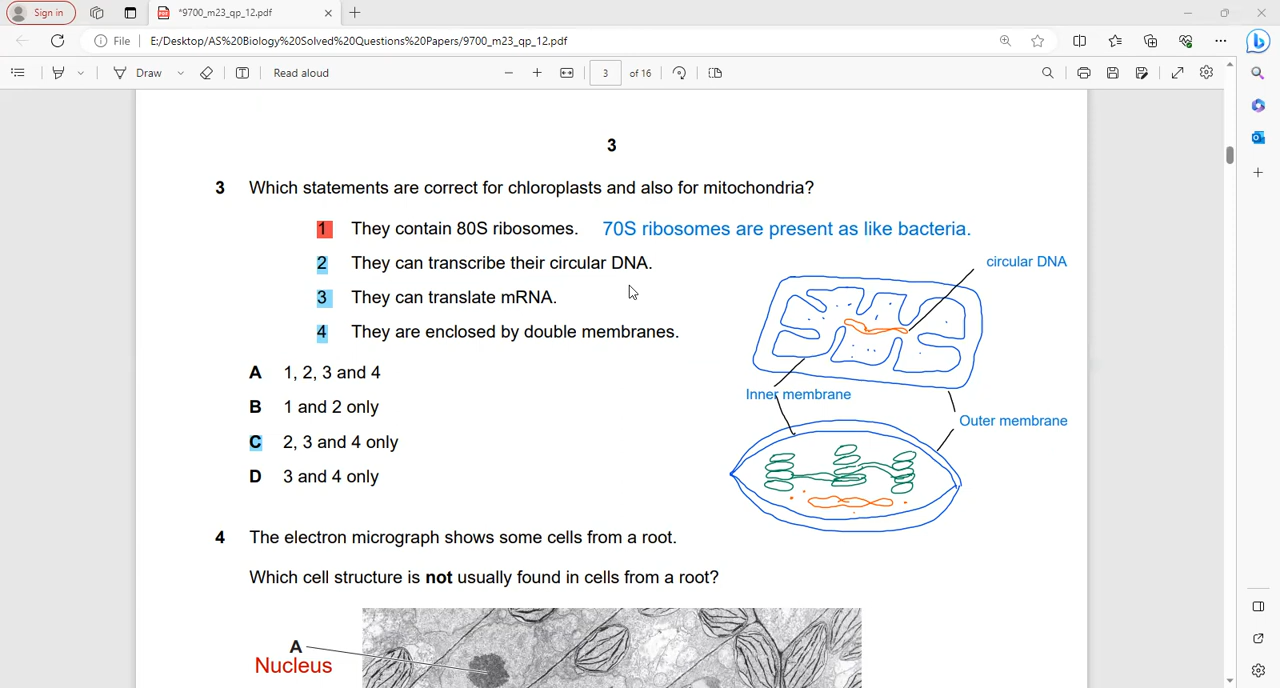 Sign in
*9700_m23_qp_12.pdf
File
E:/Desktop/AS%20Biology%20Solved%20Questions%20Papers/9700_m23_qp_12.pdf
Draw
Read aloud
3
of 16
3
3 Which statements are correct for chloroplasts and also for mitochondria?
1 They contain 80S ribosomes. 70S ribosomes are present as like bacteria.
2 They can transcribe their circular DNA.
circular DNA
3 They can translate mRNA.
4 They are enclosed by double membranes.
A 1, 2, 3 and 4
Inner membrane
B 1 and 2 only
Outer membrane
C 2, 3 and 4 only
D 3 and 4 only
4 The electron micrograph shows some cells from a root.
Which cell structure is not usually found in cells from a root?
A
Nucleus